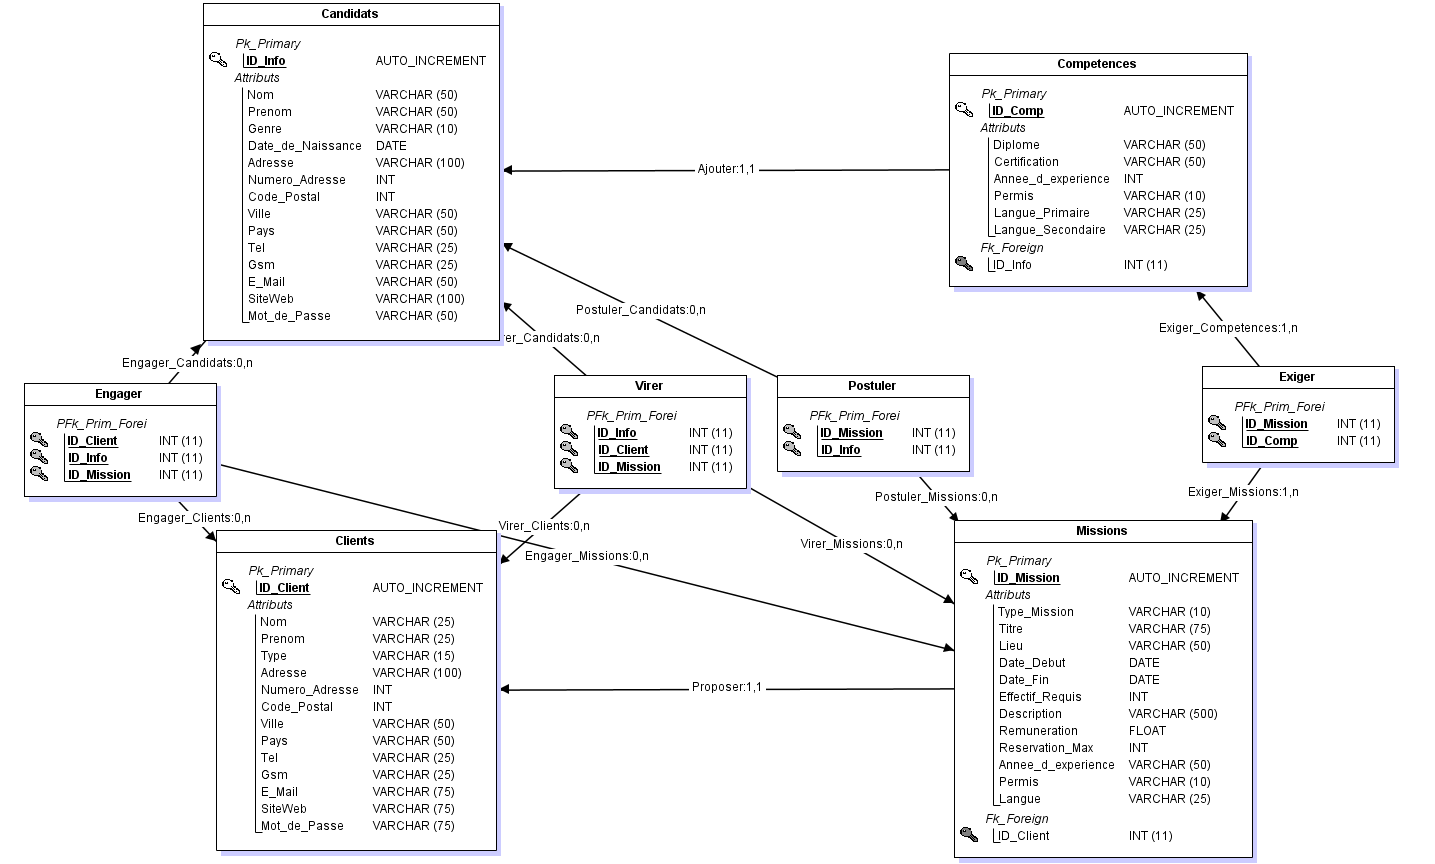 Candidats
Pk_Primary
ID_Info AUTO_INCREMENT
Attributs
Nom VARCHAR (50)
Prenom VARCHAR (50)
Genre VARCHAR (10)
Date_de_Naissance DATE
Adresse VARCHAR (100)
Numero_Adresse INT
Code_Postal INT
Ville VARCHAR (50)
Pays VARCHAR (50)
Tel VARCHAR (25)
Gsm VARCHAR (25)
E_Mail VARCHAR (50)
SiteWeb VARCHAR (100)
Mot_de_Passe VARCHAR (50)
Competences
Pk_Primary
ID_Comp AUTO_INCREMENT
Attributs
Diplome VARCHAR (50)
Certification VARCHAR (50)
Annee_d_experience INT
Permis VARCHAR (10)
Langue_Primaire VARCHAR (25)
Langue_Secondaire VARCHAR (25)
Fk_Foreign
ID_Info INT (11)
Ajouter:1,1
Postuler_Candidats:0,n
rer_Candidats:0,n
Engager_Candidats:0,n
Exiger_Competences:1,n
Engager
PFk_Prim_Forei
ID_Client INT (11)
ID_Info INT (11)
ID_Mission INT (11)
Virer
PFk_Prim_Forei
ID_Info INT (11)
ID_Client INT (11)
ID_Mission INT (11)
Postuler
PFk_Prim_Forei
ID_Mission INT (11)
ID_Info INT (11)
Exiger
PFk_Prim_Forei
ID_Mission INT (11)
ID_Comp INT (11)
Engager_Clients:0,n
Virer_Clients:0,n
Engager_Missions:0,n
Virer_Missions:0,n
Postuler_Missions:0,n
Exiger_Missions:1,n
Clients
Pk_Primary
ID_Client AUTO_INCREMENT
Attributs
Nom VARCHAR (25)
Prenom VARCHAR (25)
Type VARCHAR (15)
Adresse VARCHAR (100)
Numero_Adresse INT
Code_Postal INT
Ville VARCHAR (50)
Pays VARCHAR (50)
Tel VARCHAR (25)
Gsm VARCHAR (25)
E_Mail VARCHAR (75)
SiteWeb VARCHAR (75)
Mot_de_Passe VARCHAR (75)
Proposer:1,1
Missions
Pk_Primary
ID_Mission AUTO_INCREMENT
Attributs
Type_Mission VARCHAR (10)
Titre VARCHAR (75)
Lieu VARCHAR (50)
Date_Debut DATE
Date_Fin DATE
Effectif_Requis INT
Description VARCHAR (500)
Remuneration FLOAT
Reservation_Max INT
Annee_d_experience VARCHAR (50)
Permis VARCHAR (10)
Langue VARCHAR (25)
Fk_Foreign
ID_Client INT (11)